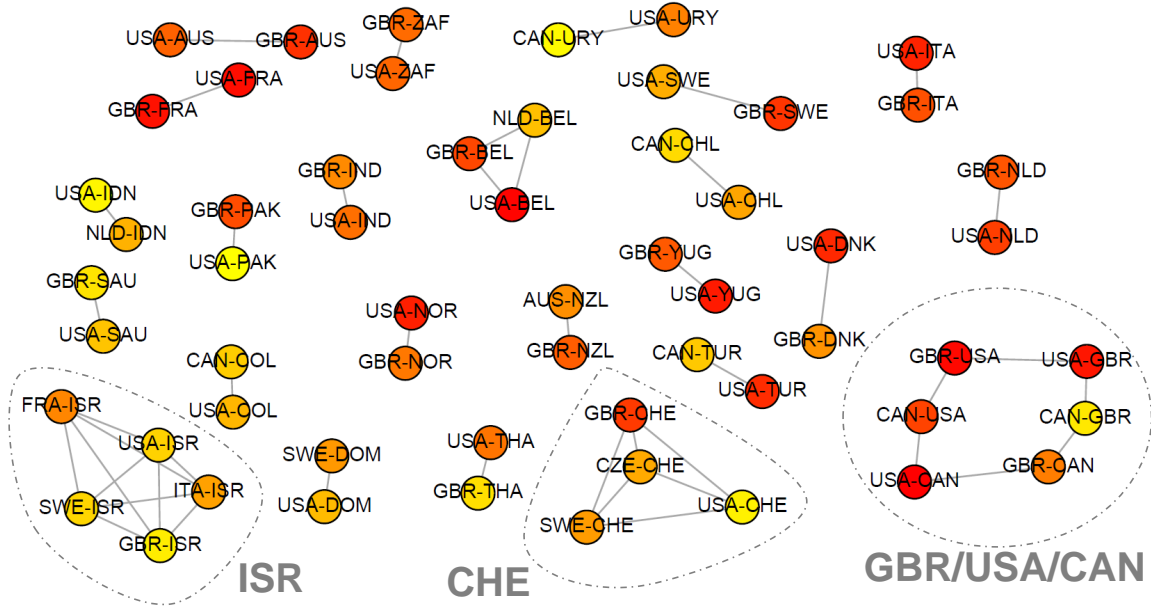 USA-URY
CAN-URY
GBR-ZAF
USA-AUS
GBR-AUS
USA-ITA
USA-ZAF
USA-FRA
USA-SWE
GBR-ITA
GBR-FRA
GBR-SWE
NLD-BEL
CAN-CHL
GBR-BEL
GBR-IND
GBR-NLD
USA-IDN
USA-BEL
USA-CHL
GBR-PAK
USA-IND
NLD-IDN
USA-NLD
USA-DNK
GBR-YUG
USA-PAK
GBR-SAU
USA-YUG
AUS-NZL
USA-NOR
USA-SAU
GBR-DNK
GBR-NZL
CAN-TUR
GBR-USA
USA-GBR
CAN-COL
GBR-NOR
USA-TUR
FRA-ISR
USA-COL
GBR-CHE
CAN-USA
CAN-GBR
USA-ISR
USA-THA
SWE-DOM
CZE-CHE
GBR-CAN
USA-CAN
ITA-ISR
GBR-THA
USA-DOM
SWE-ISR
USA-CHE
SWE-CHE
GBR-ISR
ISR
CHE
GBR/USA/CAN